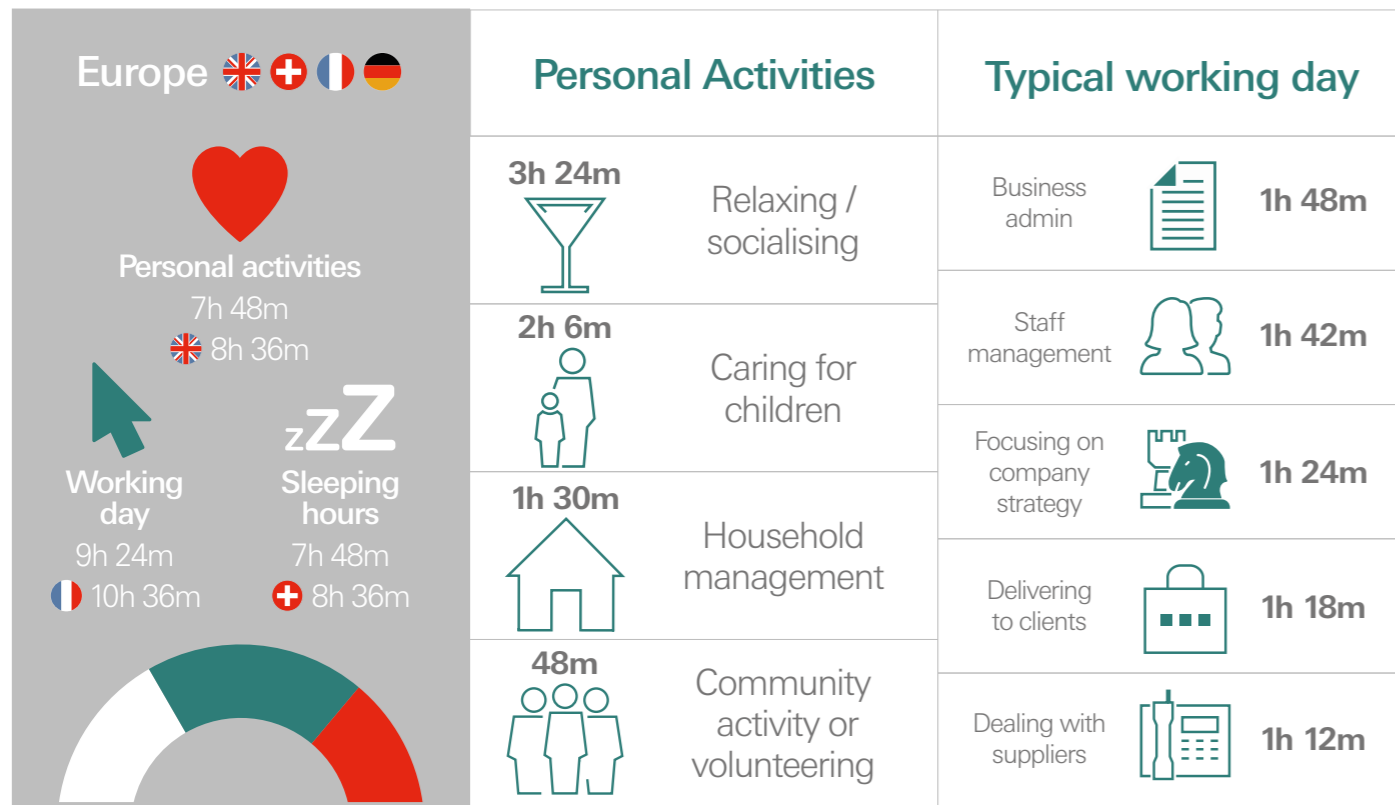 Europe
Personal activities
7h 48m
8h 36m
Working
day
9h 24m
10h 36m
zZZ
Sleeping
hours
7h 48m
8h 36m
Personal Activities
3h 24m
Relaxing /
socialising
2h 6m
Caring for
children
1h 30m
Household
management
48m
Community
activity or
volunteering
Typical working day
Business
admin
1h 48m
Staff
management
1h 42m
Focusing on
company
strategy
1h 24m
Delivering
to clients
1h 18m
Dealing with
suppliers
1h 12m